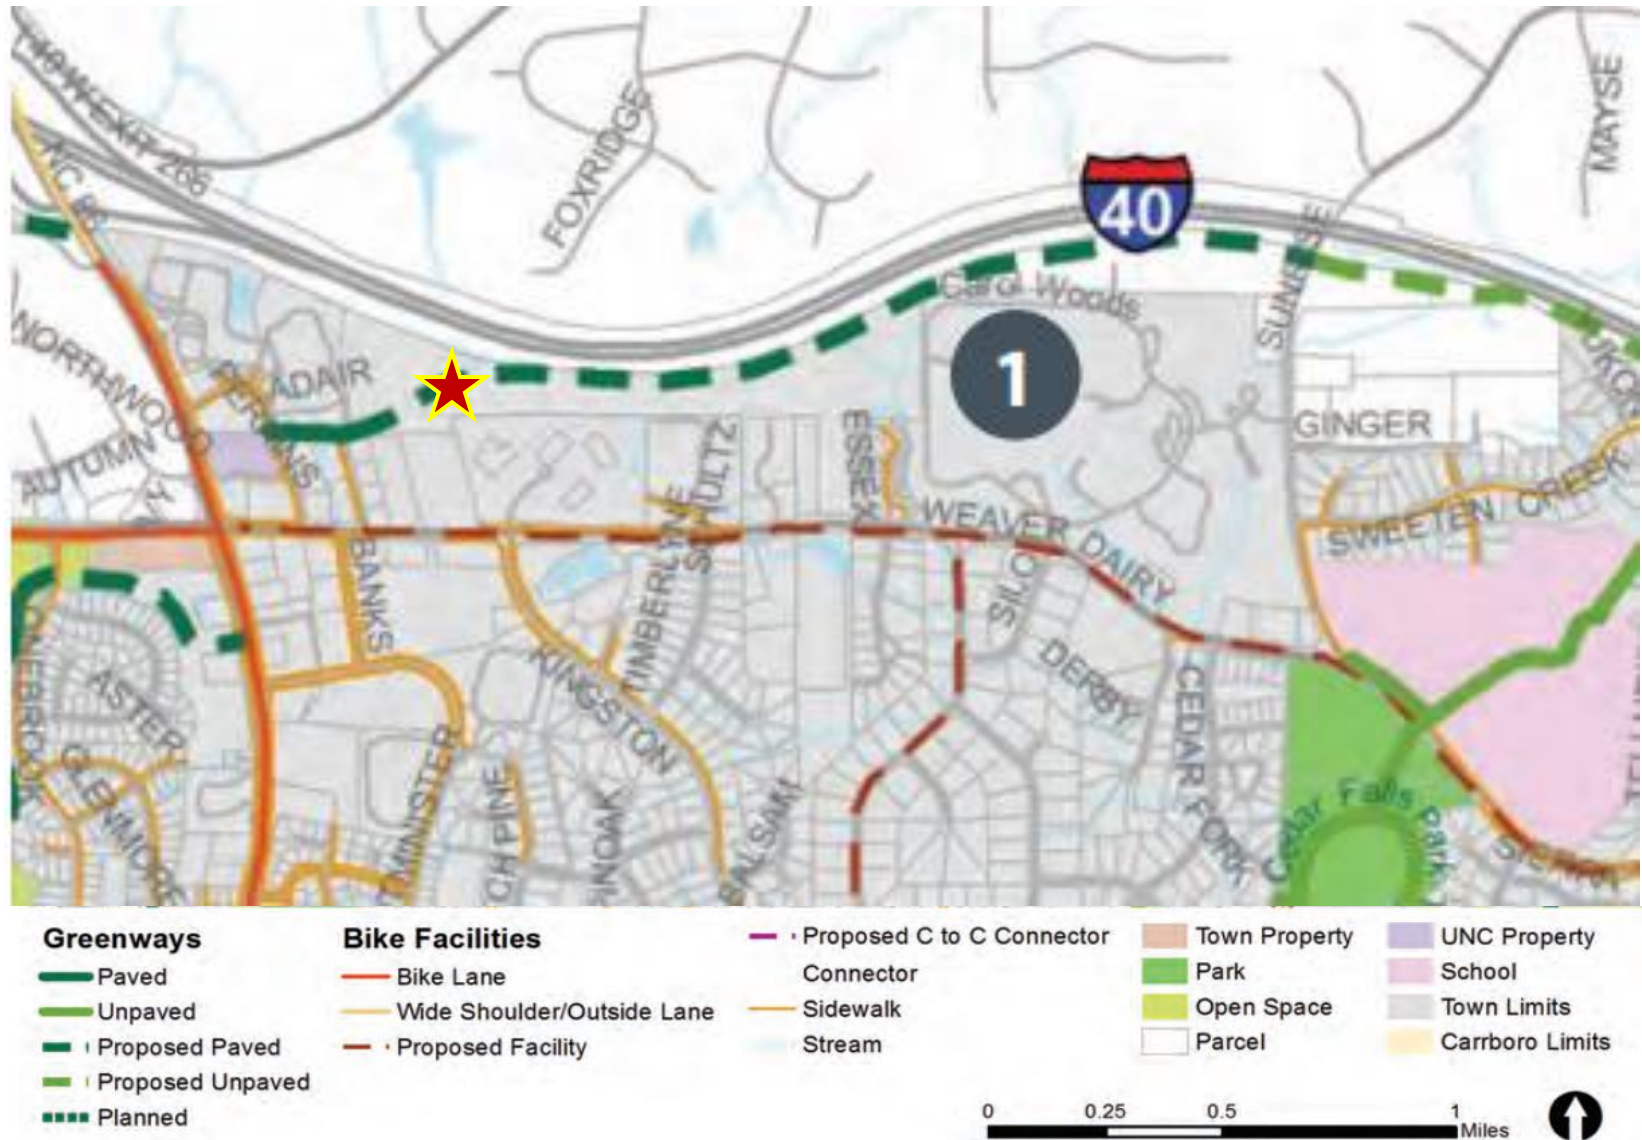 I-40 W EXIT 266
NC 86
FOXRIDGE
MAYSE
40
SUNRISE
Carol Woods
NORTHWOOD
ADAIR
PERKINS
AUTUMN
1
ESSEX
SCHULTZ
GINGER
WEAVER DAIRY
SWEETEN CREEK
BANKS
TIMBERLYNE
SILO
KINGSTON
DERBY
CEDAR FORK
ASTER
GLENMORE
PINOAK
BALSAM
Cedar Falls Park
SIERRA
Greenways
Paved
Unpaved
Proposed Paved
Proposed Unpaved
Planned
Bike Facilities
Bike Lane
Wide Shoulder/Outside Lane
Proposed Facility
Proposed C to C Connector
Connector
Sidewalk
Stream
Town Property
Park
Open Space
Parcel
UNC Property
School
Town Limits
Carrboro Limits
0 0.25 0.5 1
Miles